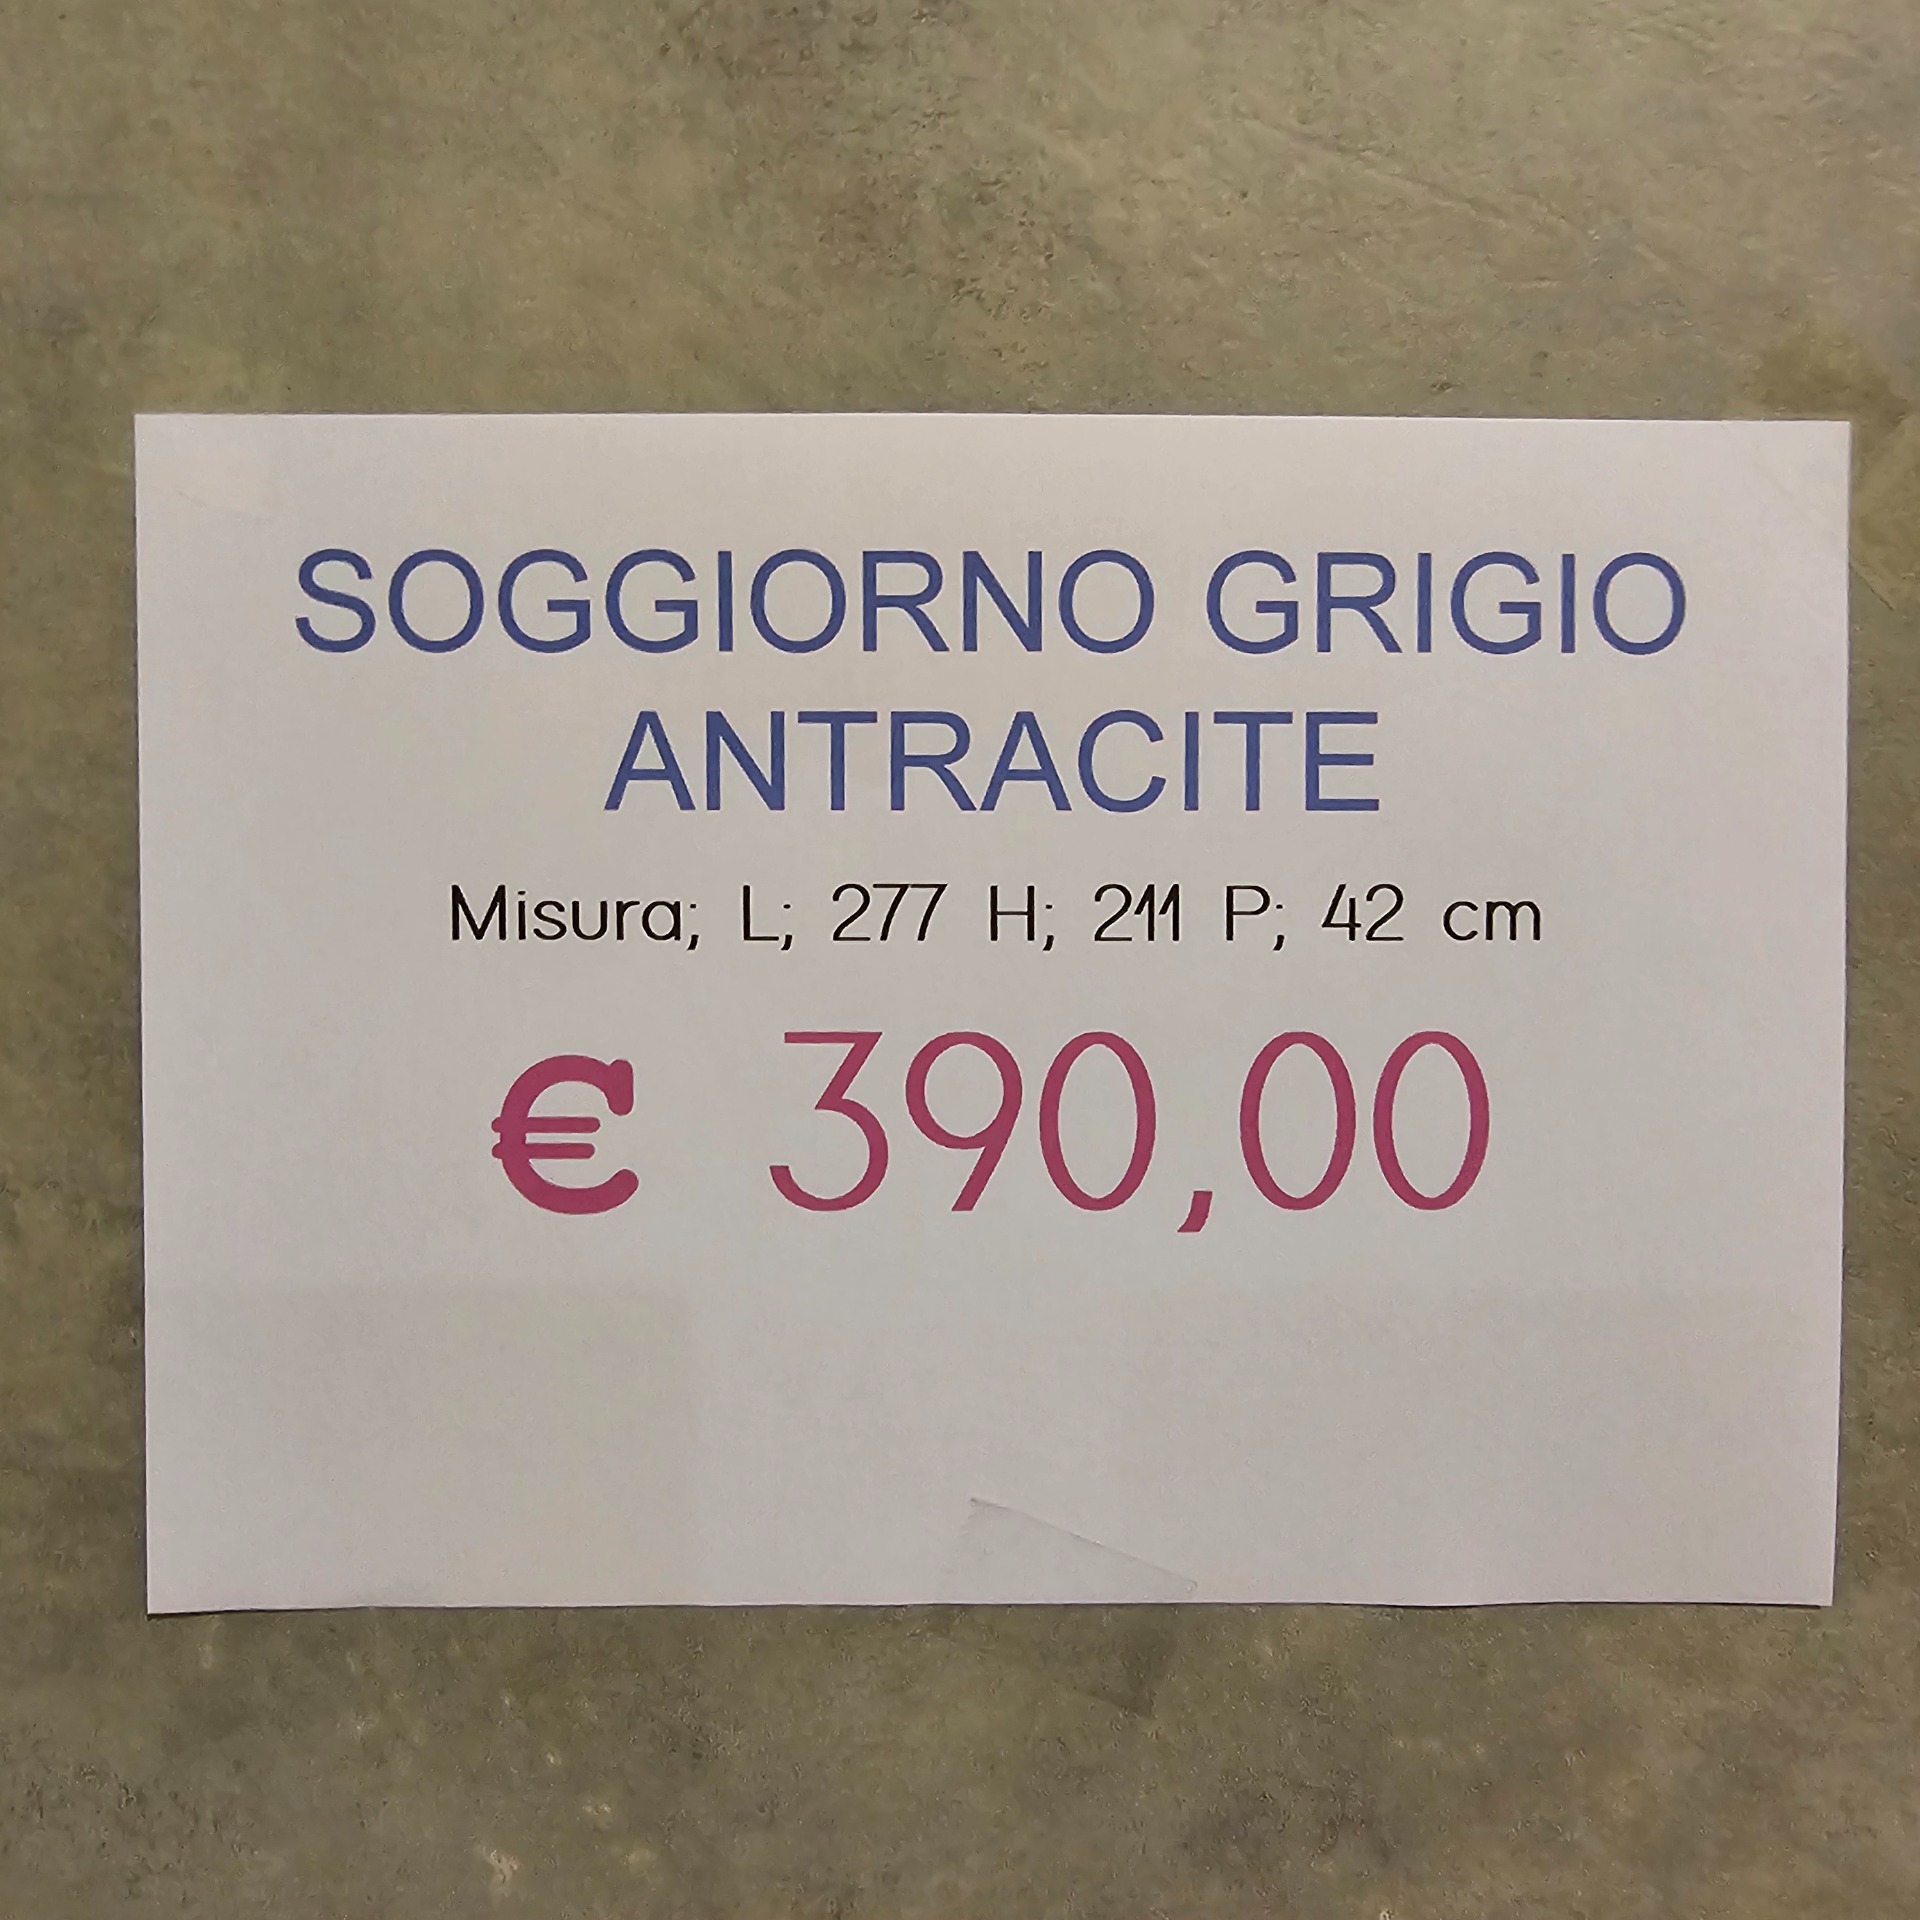 SOGGIORNO GRIGIO
ANTRACITE
Misura; L; 277 H; 211 P; 42 cm
€ 390,00